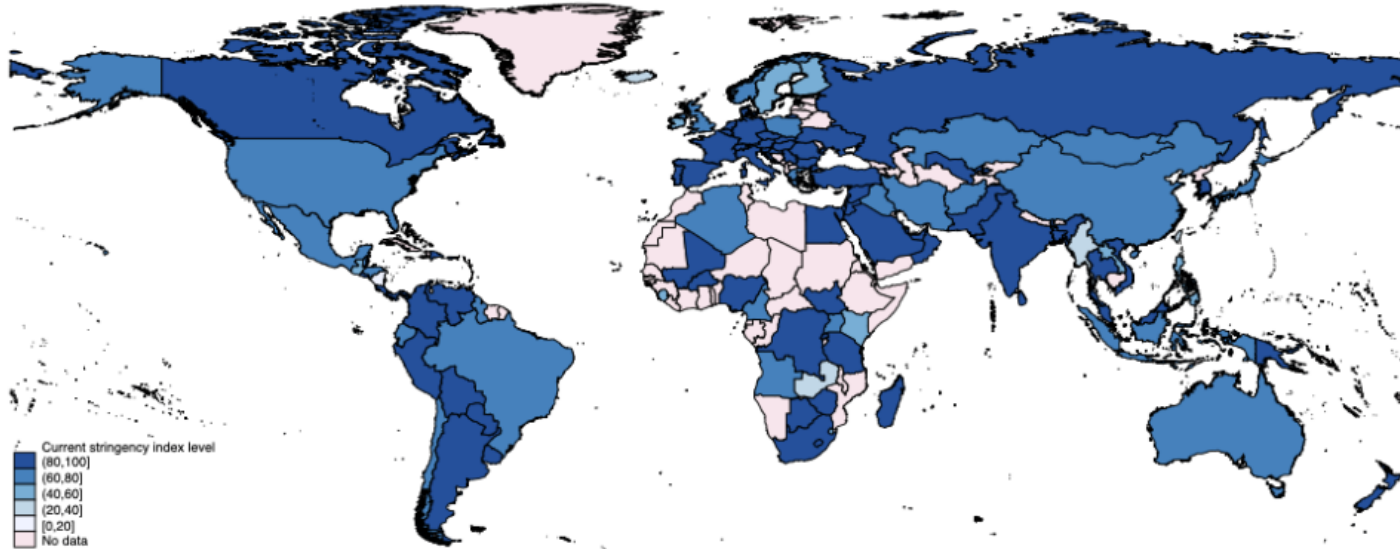 Current stringency index level
(80,100]
(60,80]
(40,60]
(20,40]
[0,20]
No data